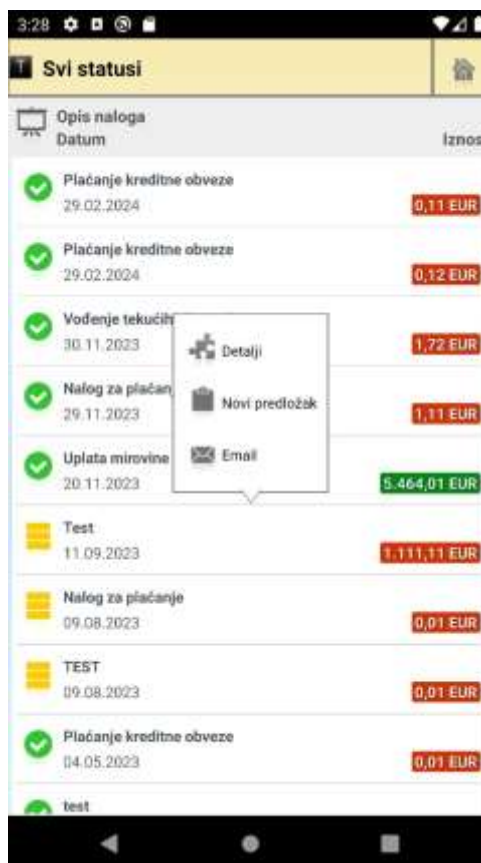 3:28
Svi statusi
Opis naloga
Datum Iznos
Plaćanje kreditne obveze
29.02.2024 0,11 EUR
Plaćanje kreditne obveze
29.02.2024 0,12 EUR
Vođenje tekućih
30.11.2023 1,72 EUR
Detalji
Nalog za plaćan
29.11.2023 1,11 EUR
Novi predložak
Uplata mirovine
20.11.2023 5.464,01 EUR
Email
Test
11.09.2023 1.111,11 EUR
Nalog za plaćanje
09.08.2023 0,01 EUR
TEST
09.08.2023 0,01 EUR
Plaćanje kreditne obveze
04.05.2023 0,01 EUR
test